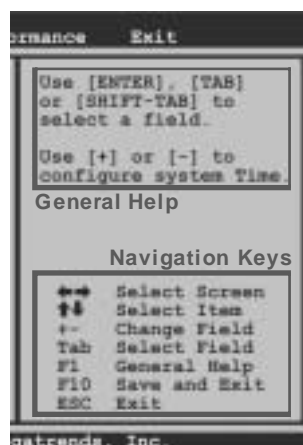 rmance Exit
Use [ENTER], [TAB]
or [SHIFT-TAB] to
select a field.
Use [+] or [-] to
configure system Time.
General Help
Navigation Keys
←→ Select Screen
↑↓ Select Item
+- Change Field
Tab Select Field
F1 General Help
F10 Save and Exit
ESC Exit
gatrends, Inc.